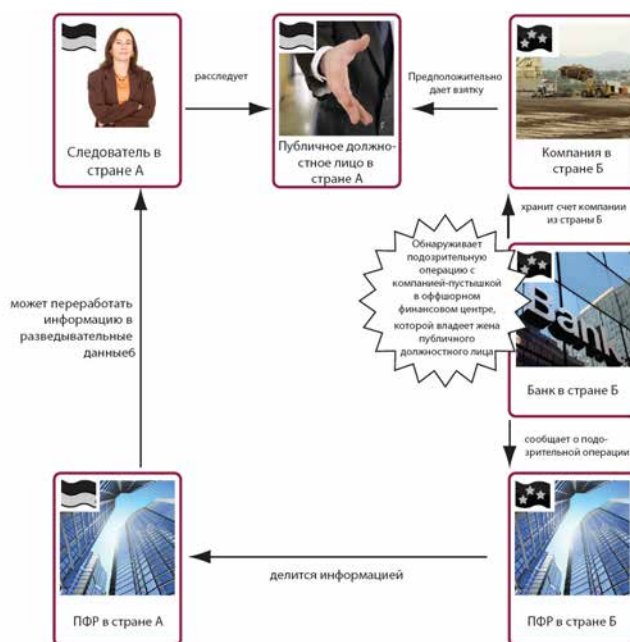 расследует
Предположительно
дает взятку
Следователь в
стране А
Публичное должно-
стное лицо в
стране А
Компания в
стране Б
хранит счет компании
из страны Б
Обнаруживает
подозрительную
операцию с
компанией-пустышкой
в оффшорном
финансовом центре,
которой владеет жена
публичного
должностного лица
Bank
Банк в стране Б
может переработать
информацию в
разведывательные
данныеб
сообщает о подо-
зрительной операции
ПФР в стране А
делится информацией
ПФР в стране Б